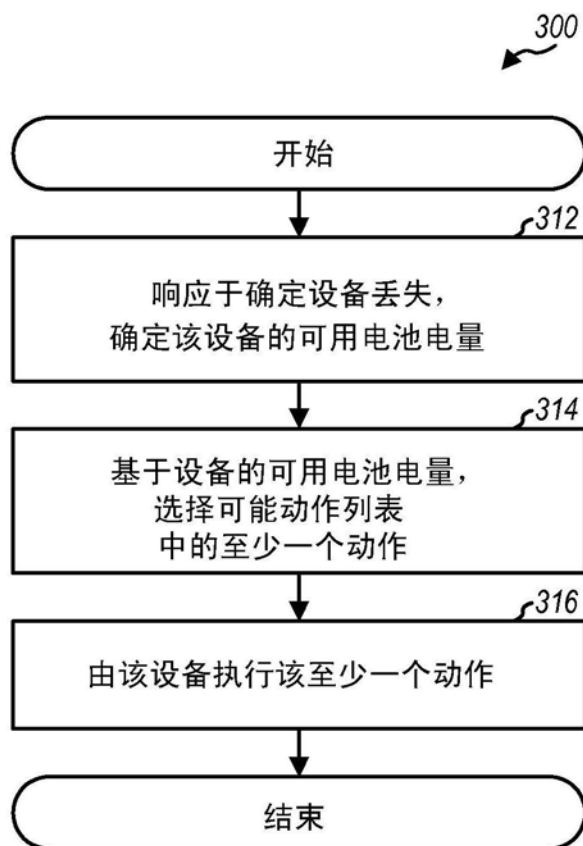 300
开始
312
响应于确定设备丢失，
确定该设备的可用电池电量
314
基于设备的可用电池电量，
选择可能动作列表
中的至少一个动作
316
由该设备执行该至少一个动作
结束